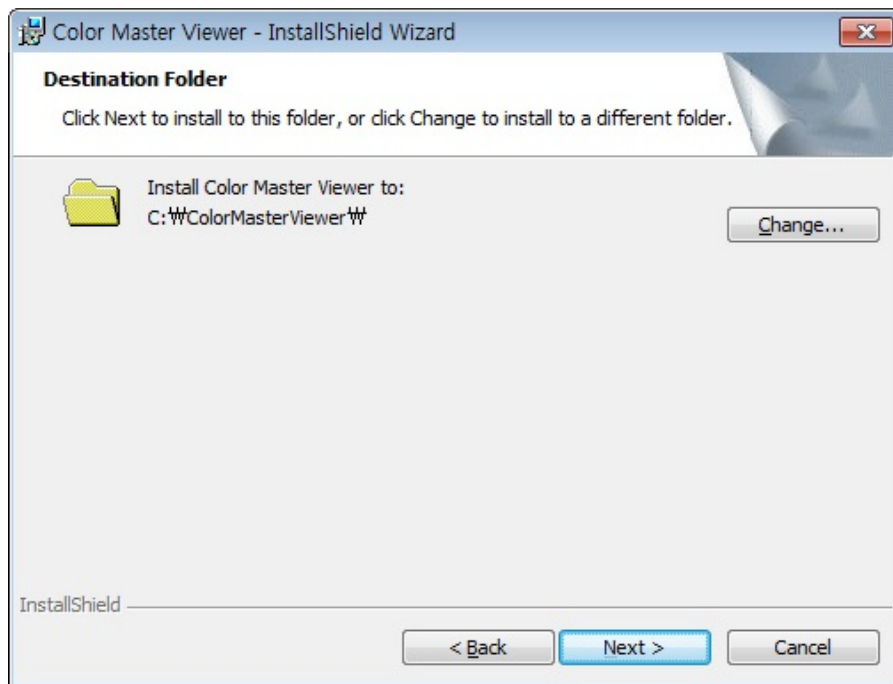 Color Master Viewer - InstallShield Wizard
Destination Folder
Click Next to install to this folder, or click Change to install to a different folder.
Install Color Master Viewer to:
C:₩ColorMasterViewer₩
Change...
InstallShield
< Back
Next >
Cancel